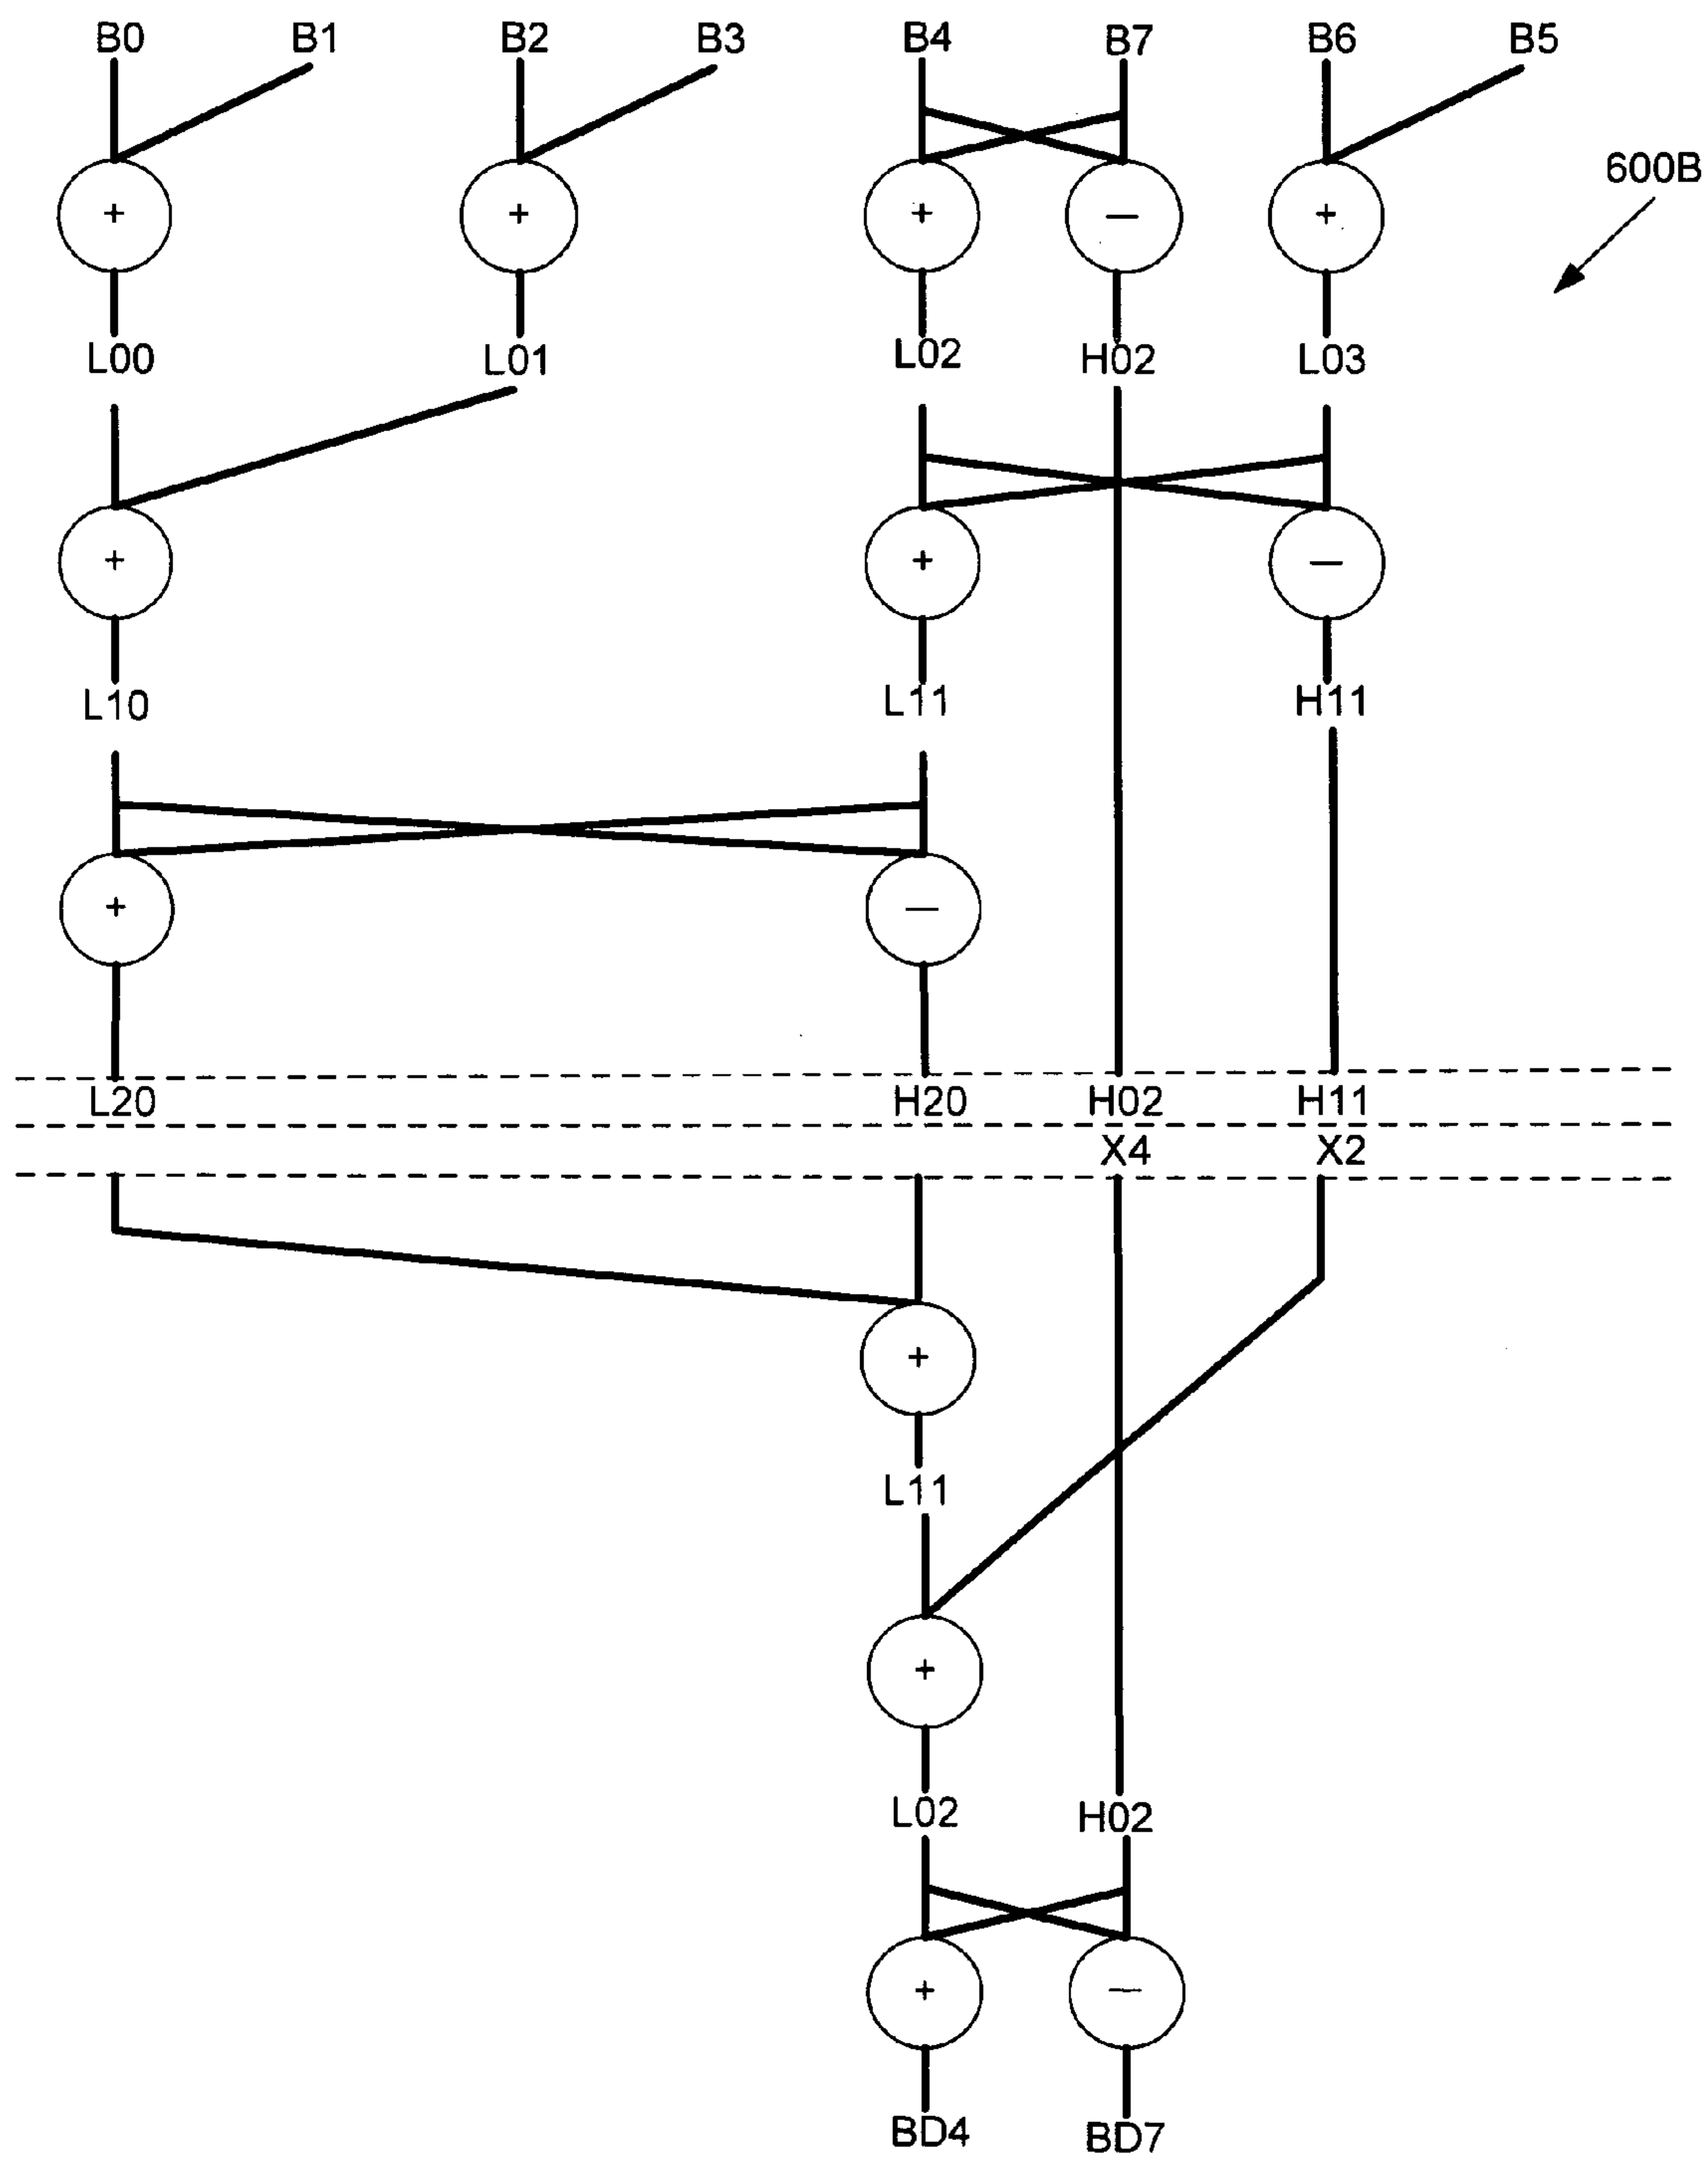 B0 B1 B2 B3 B4 B7 B6 B5
600B
+ + + — +
L00 L01 L02 H02 L03
+ + —
L10 L11 H11
+ —
L20 H20 H02 H11
X4 X2
+
L11
+
L02 H02
+ —
BD4 BD7